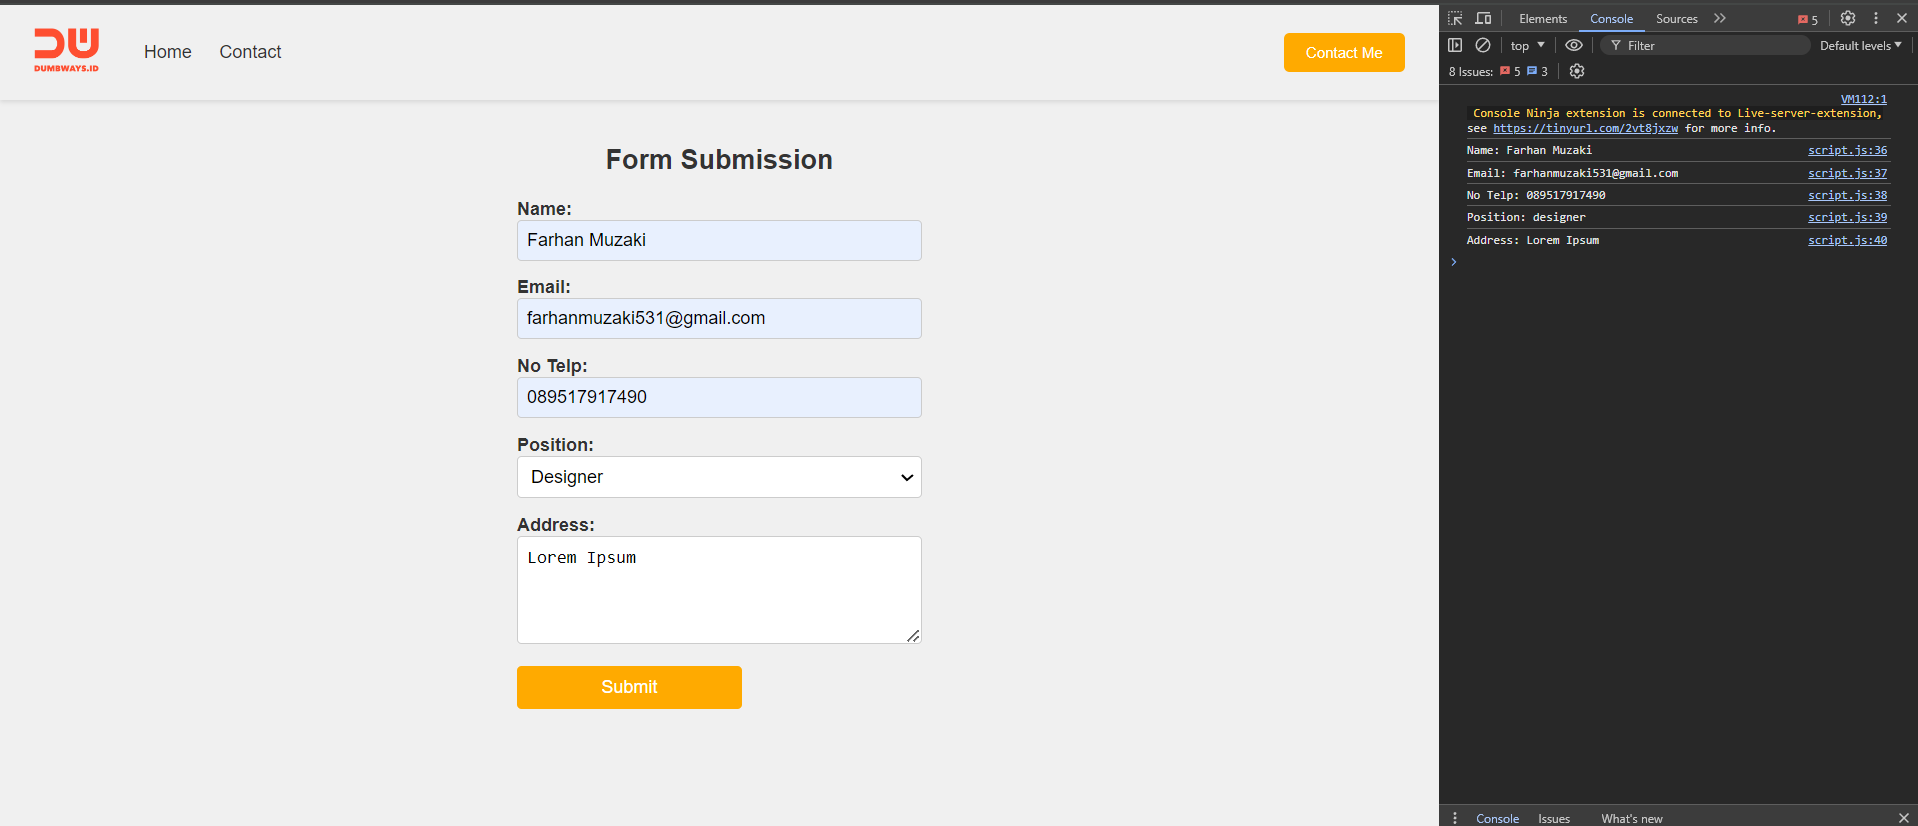 DUMBWAYS.ID
Home Contact
Contact Me
Form Submission
Name:
Farhan Muzaki
Email:
farhanmuzaki531@gmail.com
No Telp:
089517917490
Position:
Designer
Address:
Lorem Ipsum
Submit
Elements Console Sources 5
top Filter Default levels
8 Issues: 5 3
VM112:1
Console Ninja extension is connected to Live-server-extension,
see https://tinyurl.com/2vt8jxzw for more info.
Name: Farhan Muzaki script.js:36
Email: farhanmuzaki531@gmail.com script.js:37
No Telp: 089517917490 script.js:38
Position: designer script.js:39
Address: Lorem Ipsum script.js:40
Console Issues What's new